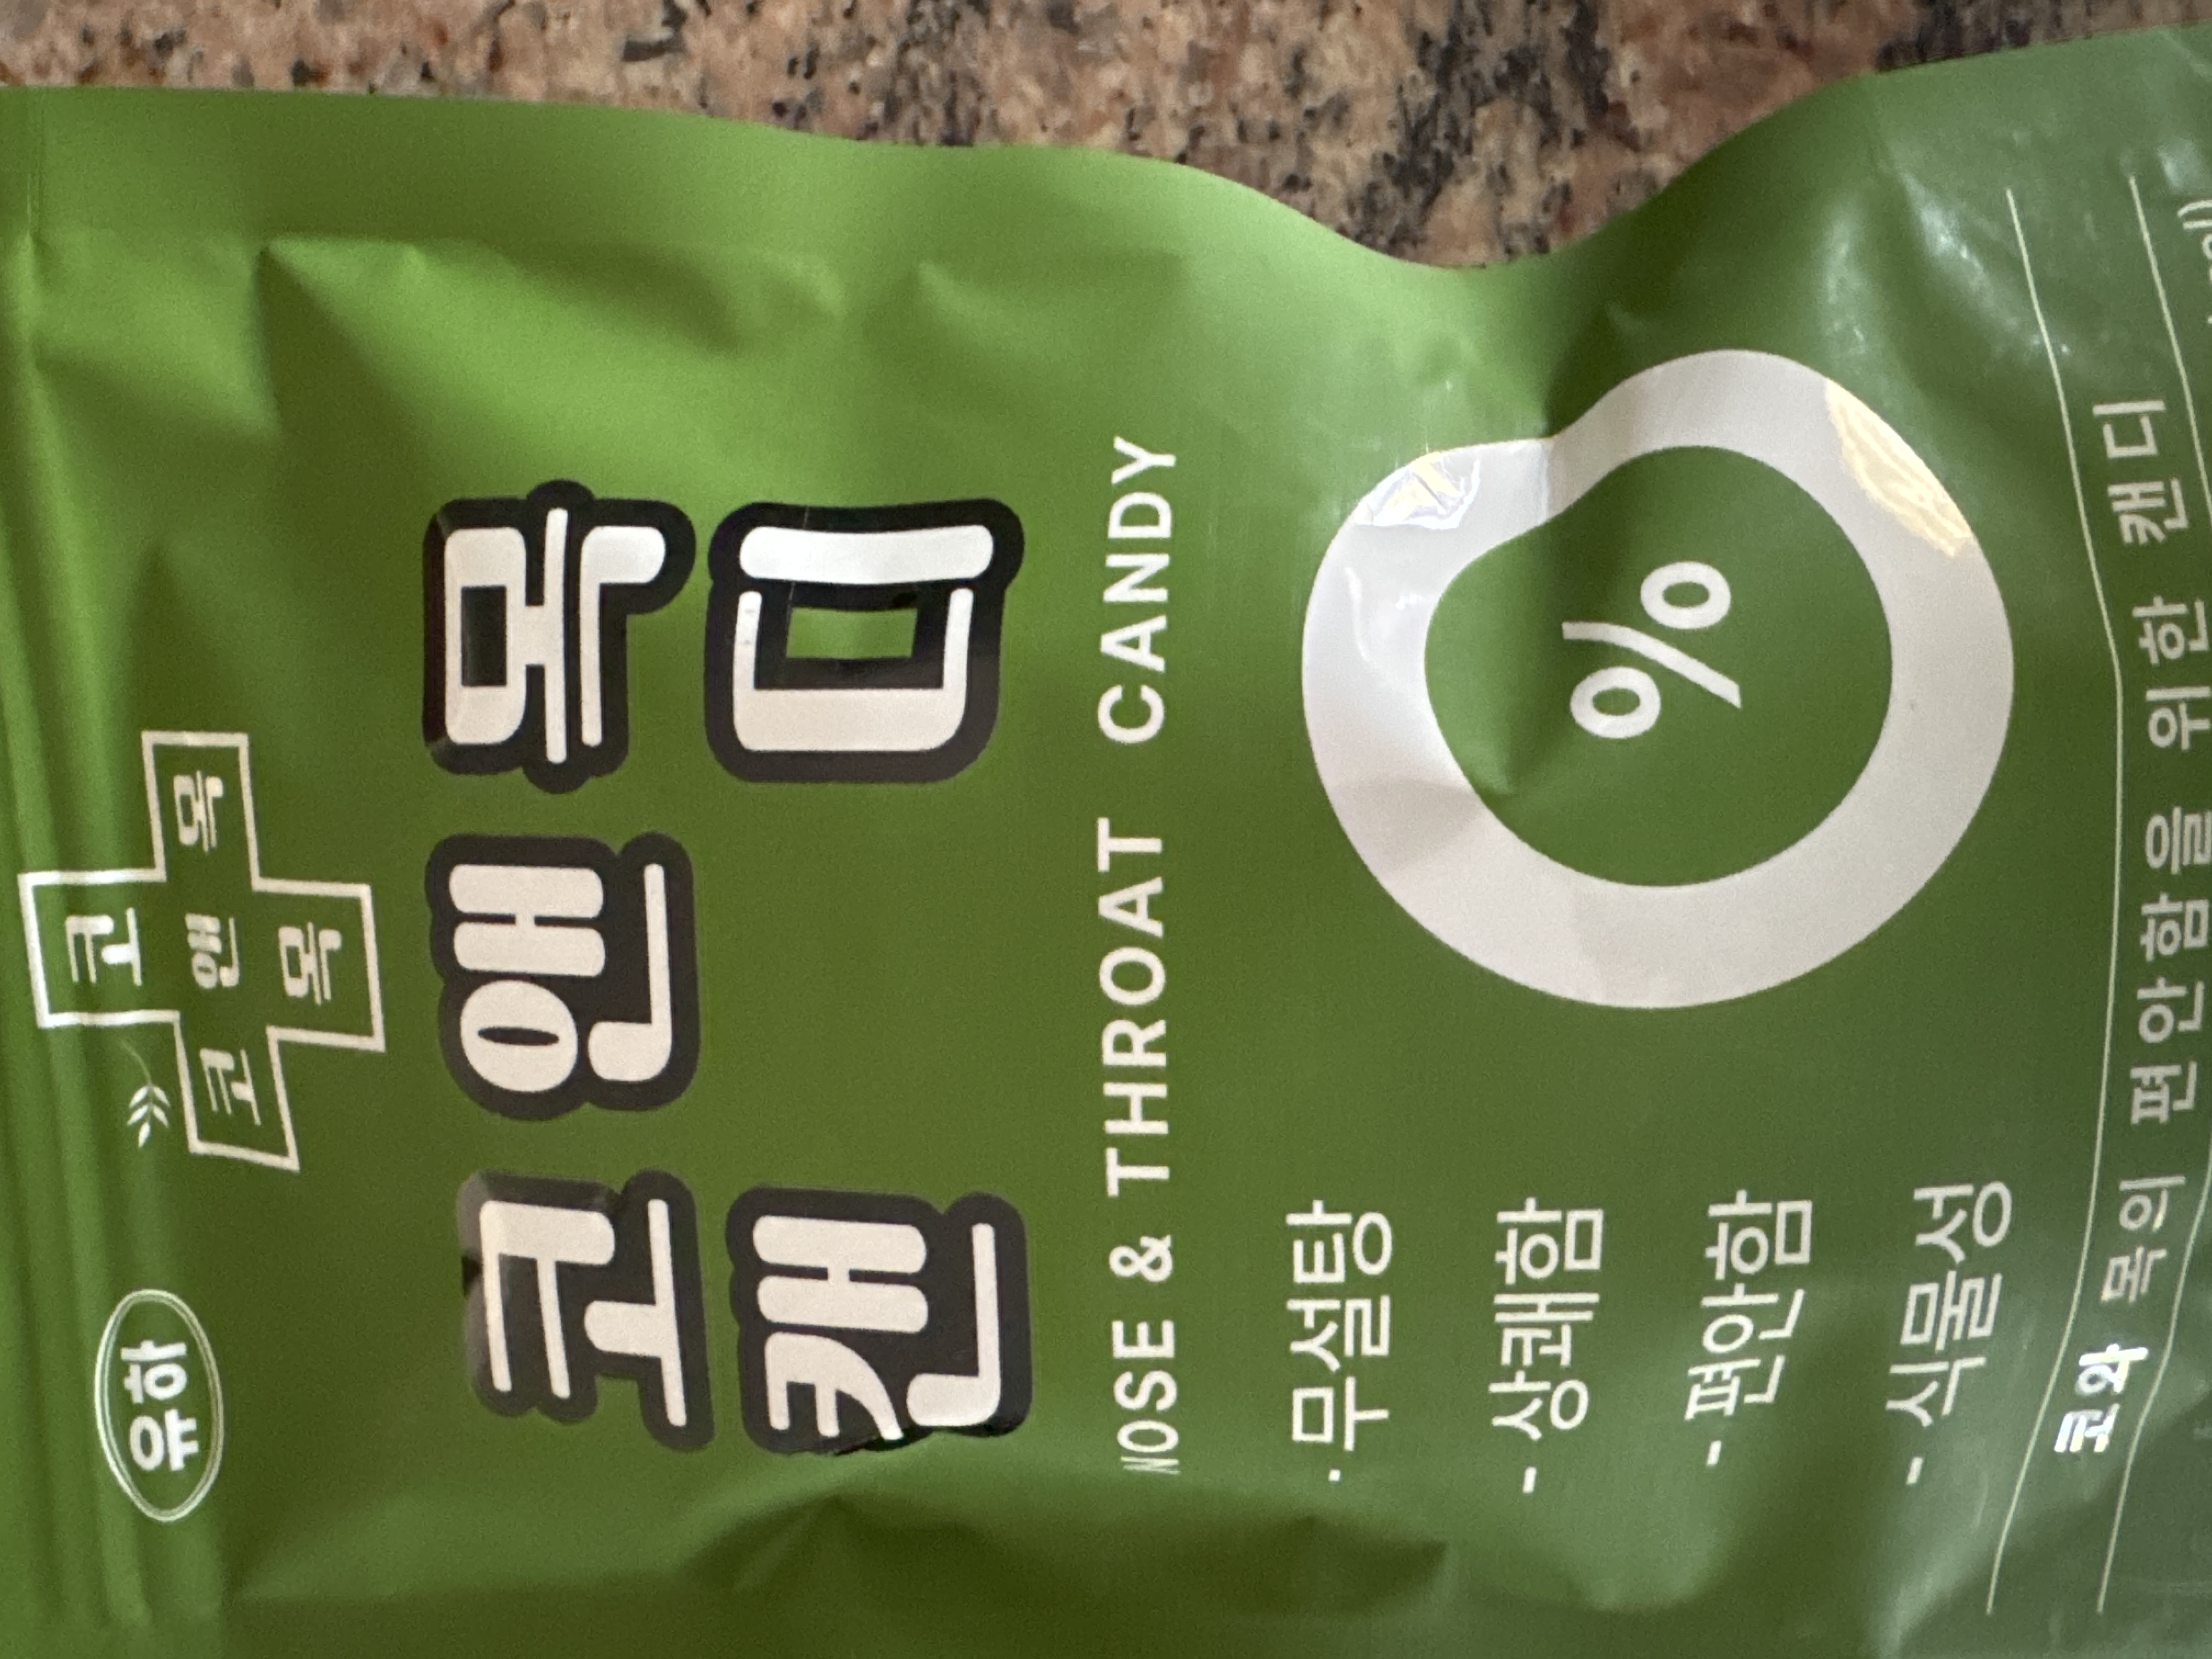 유하
코
코 앤 목
목
코앤목
캔 디
NOSE & THROAT CANDY
- 무설탕
- 상쾌함
- 편안함
- 식물성
0%
코와 목의 편안함을 위한 캔디